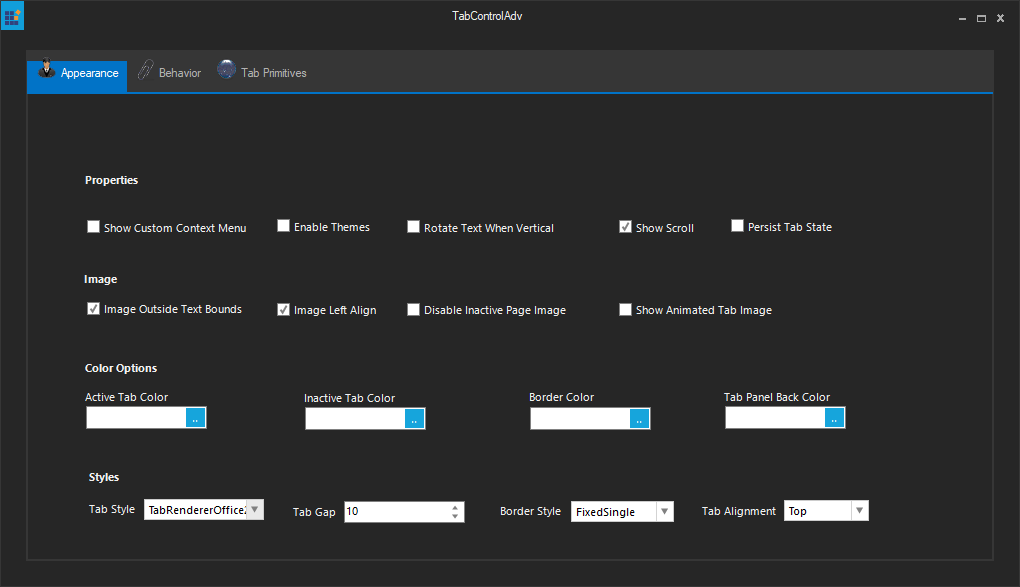 TabControlAdv
Appearance Behavior Tab Primitives
Properties
Show Custom Context Menu Enable Themes Rotate Text When Vertical Show Scroll Persist Tab State
Image
Image Outside Text Bounds Image Left Align Disable Inactive Page Image Show Animated Tab Image
Color Options
Active Tab Color Inactive Tab Color Border Color Tab Panel Back Color
.. .. .. ..
Styles
Tab Style TabRendererOffice Tab Gap 10 Border Style FixedSingle Tab Alignment Top